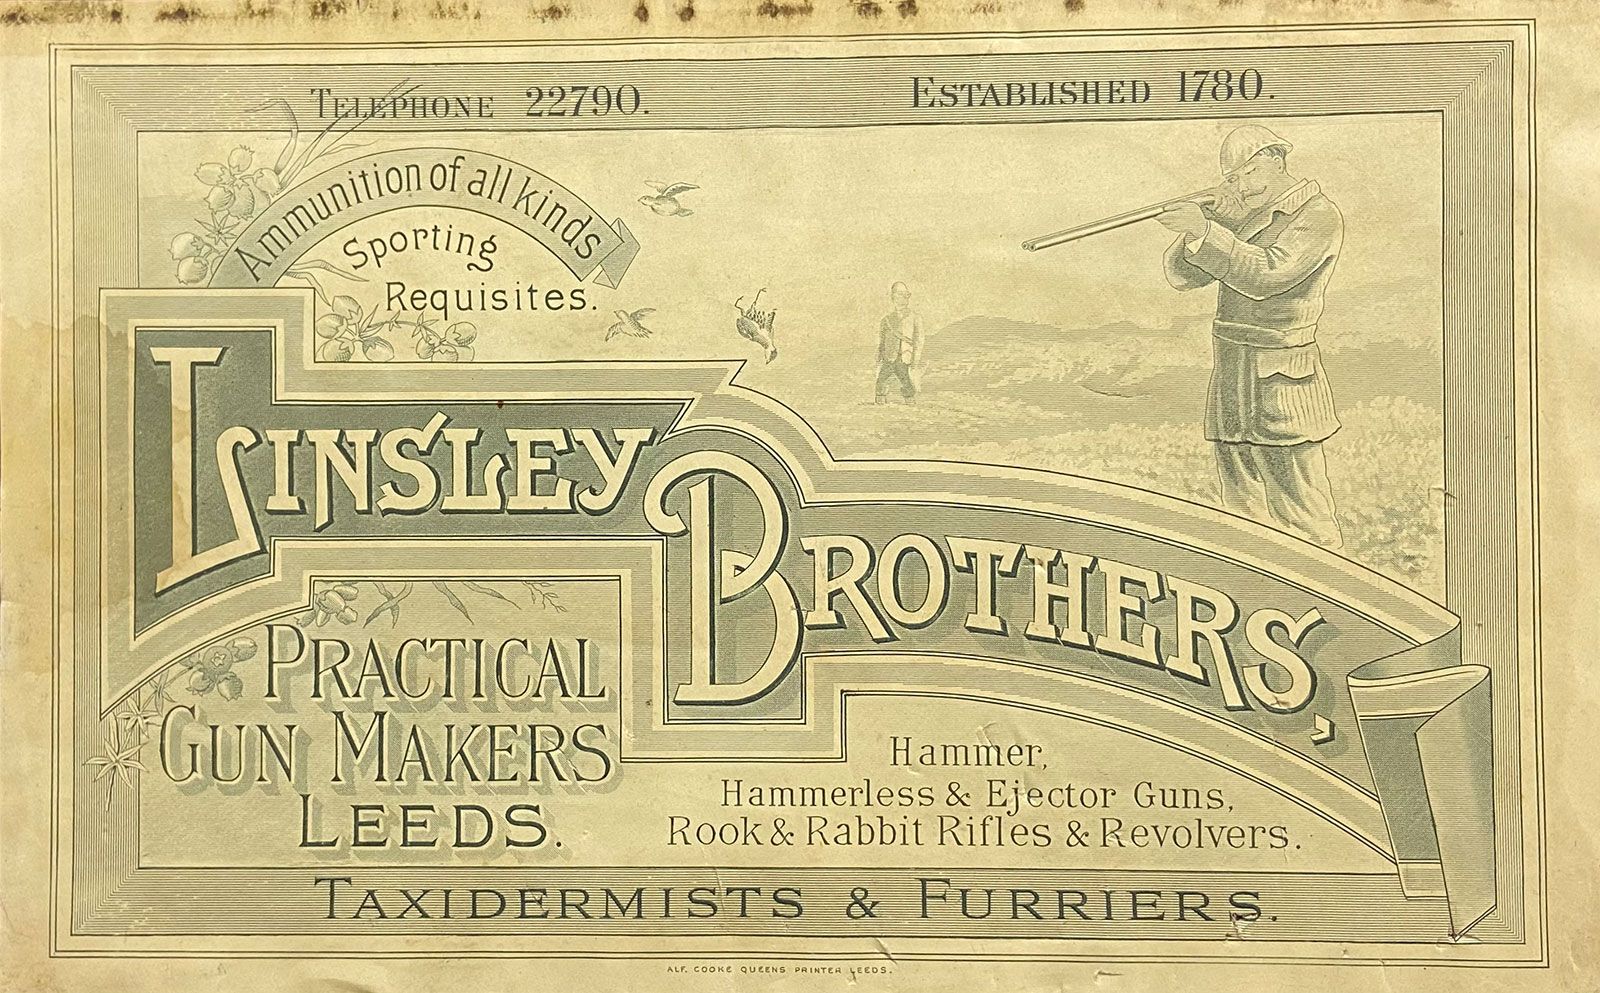 TELEPHONE 22790.
ESTABLISHED 1780.
Ammunition of all kinds
Sporting
Requisites.
LINSLEY
BROTHERS,
PRACTICAL
GUN MAKERS
LEEDS.
Hammer,
Hammerless & Ejector Guns,
Rook & Rabbit Rifles & Revolvers.
TAXIDERMISTS & FURRIERS.
ALF. COOKE QUEENS PRINTER LEEDS.